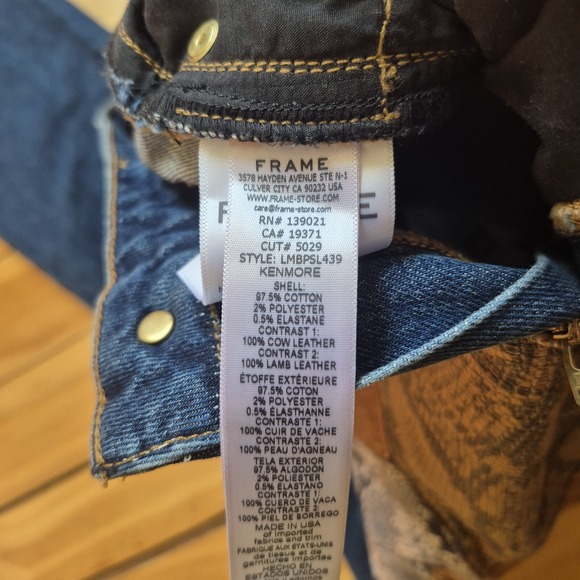 FRAME
3578 HAYDEN AVENUE STE N-1
CULVER CITY CA 90232 USA
WWW.FRAME-STORE.COM
care@frame-store.com
RN# 139021
CA# 19371
CUT# 5029
STYLE: LMBPSL439
KENMORE
SHELL:
97.5% COTTON
2% POLYESTER
0.5% ELASTANE
CONTRAST 1:
100% COW LEATHER
CONTRAST 2:
100% LAMB LEATHER
ÉTOFFE EXTÉRIEURE
97.5% COTON
2% POLYESTER
0.5% ÉLASTHANNE
CONTRASTE 1:
100% CUIR DE VACHE
CONTRASTE 2:
100% PEAU D'AGNEAU
TELA EXTERIOR
97.5% ALGODÓN
2% POLIÉSTER
0.5% ELASTANO
CONTRASTE 1:
100% CUERO DE VACA
CONTRASTE 2:
100% PIEL DE BORREGO
MADE IN USA
of imported
fabrics and trim
FABRIQUÉ AUX ÉTATS-UNIS
de tissus et de
garnitures importés
HECHO EN
ESTADOS UNIDOS